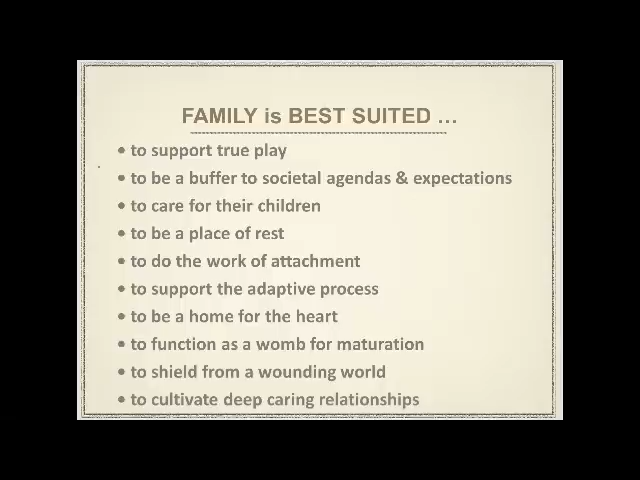 FAMILY is BEST SUITED …
• to support true play
• to be a buffer to societal agendas & expectations
• to care for their children
• to be a place of rest
• to do the work of attachment
• to support the adaptive process
• to be a home for the heart
• to function as a womb for maturation
• to shield from a wounding world
• to cultivate deep caring relationships